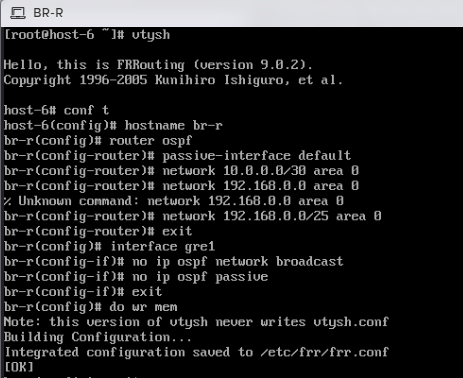 BR-R
[root@host-6 ~]# vtysh
Hello, this is FRRouting (version 9.0.2).
Copyright 1996-2005 Kunihiro Ishiguro, et al.
host-6# conf t
host-6(config)# hostname br-r
br-r(config)# router ospf
br-r(config-router)# passive-interface default
br-r(config-router)# network 10.0.0.0/30 area 0
br-r(config-router)# network 192.168.0.0 area 0
% Unknown command: network 192.168.0.0 area 0
br-r(config-router)# network 192.168.0.0/25 area 0
br-r(config-router)# exit
br-r(config)# interface gre1
br-r(config-if)# no ip ospf network broadcast
br-r(config-if)# no ip ospf passive
br-r(config-if)# exit
br-r(config)# do wr mem
Note: this version of vtysh never writes vtysh.conf
Building Configuration...
Integrated configuration saved to /etc/frr/frr.conf
[OK]